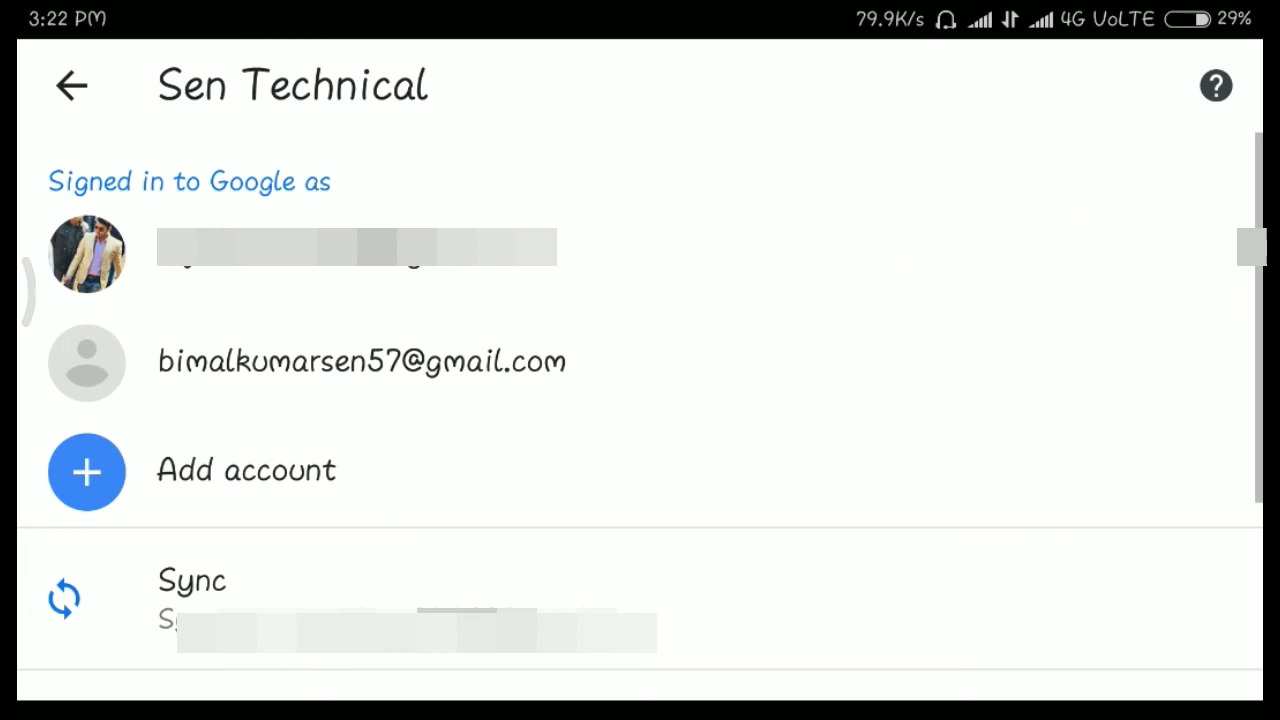 3:22 PM 79.9K/s 4G VoLTE 29%
Sen Technical
Signed in to Google as
bimalkumarsen57@gmail.com
Add account
Sync